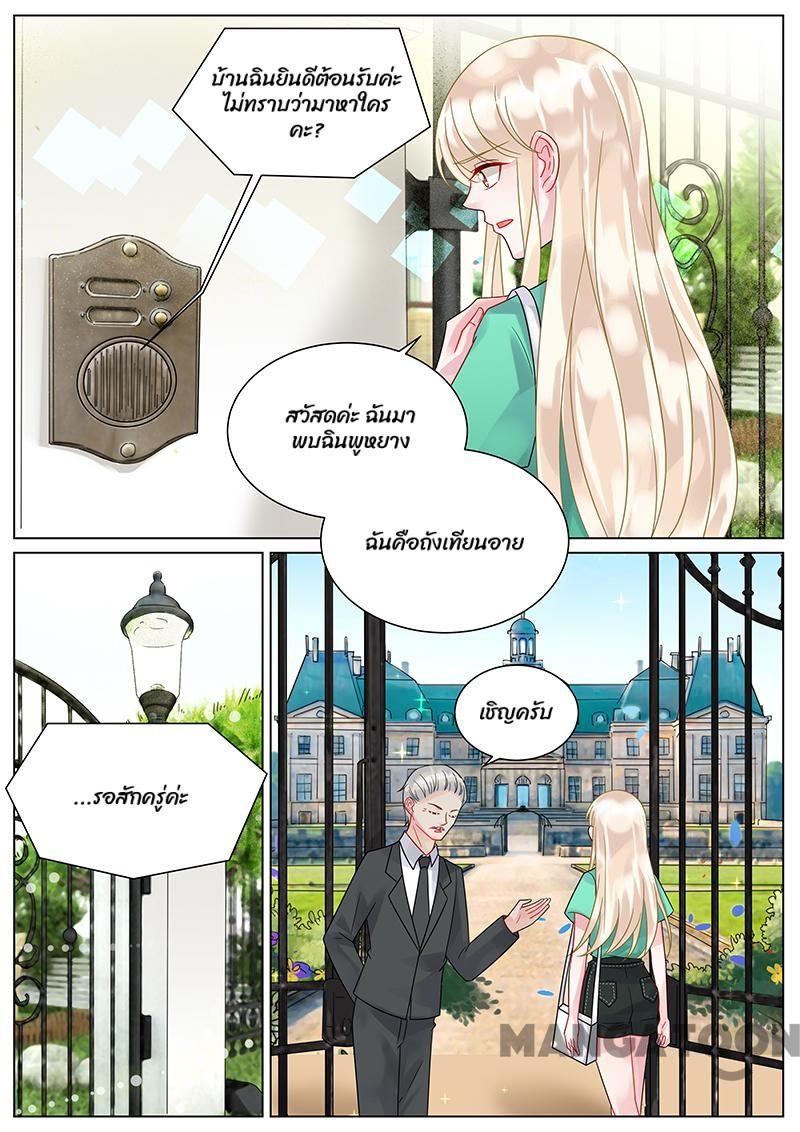 บ้านฉินยินดีต้อนรับค่ะ
ไม่ทราบว่ามาหาใคร
คะ?
สวัสดค่ะ ฉันมา
พบฉินพูหยาง
ฉันคือถังเทียนอาย
...รอสักครู่ค่ะ
เชิญครับ
MANGATOON